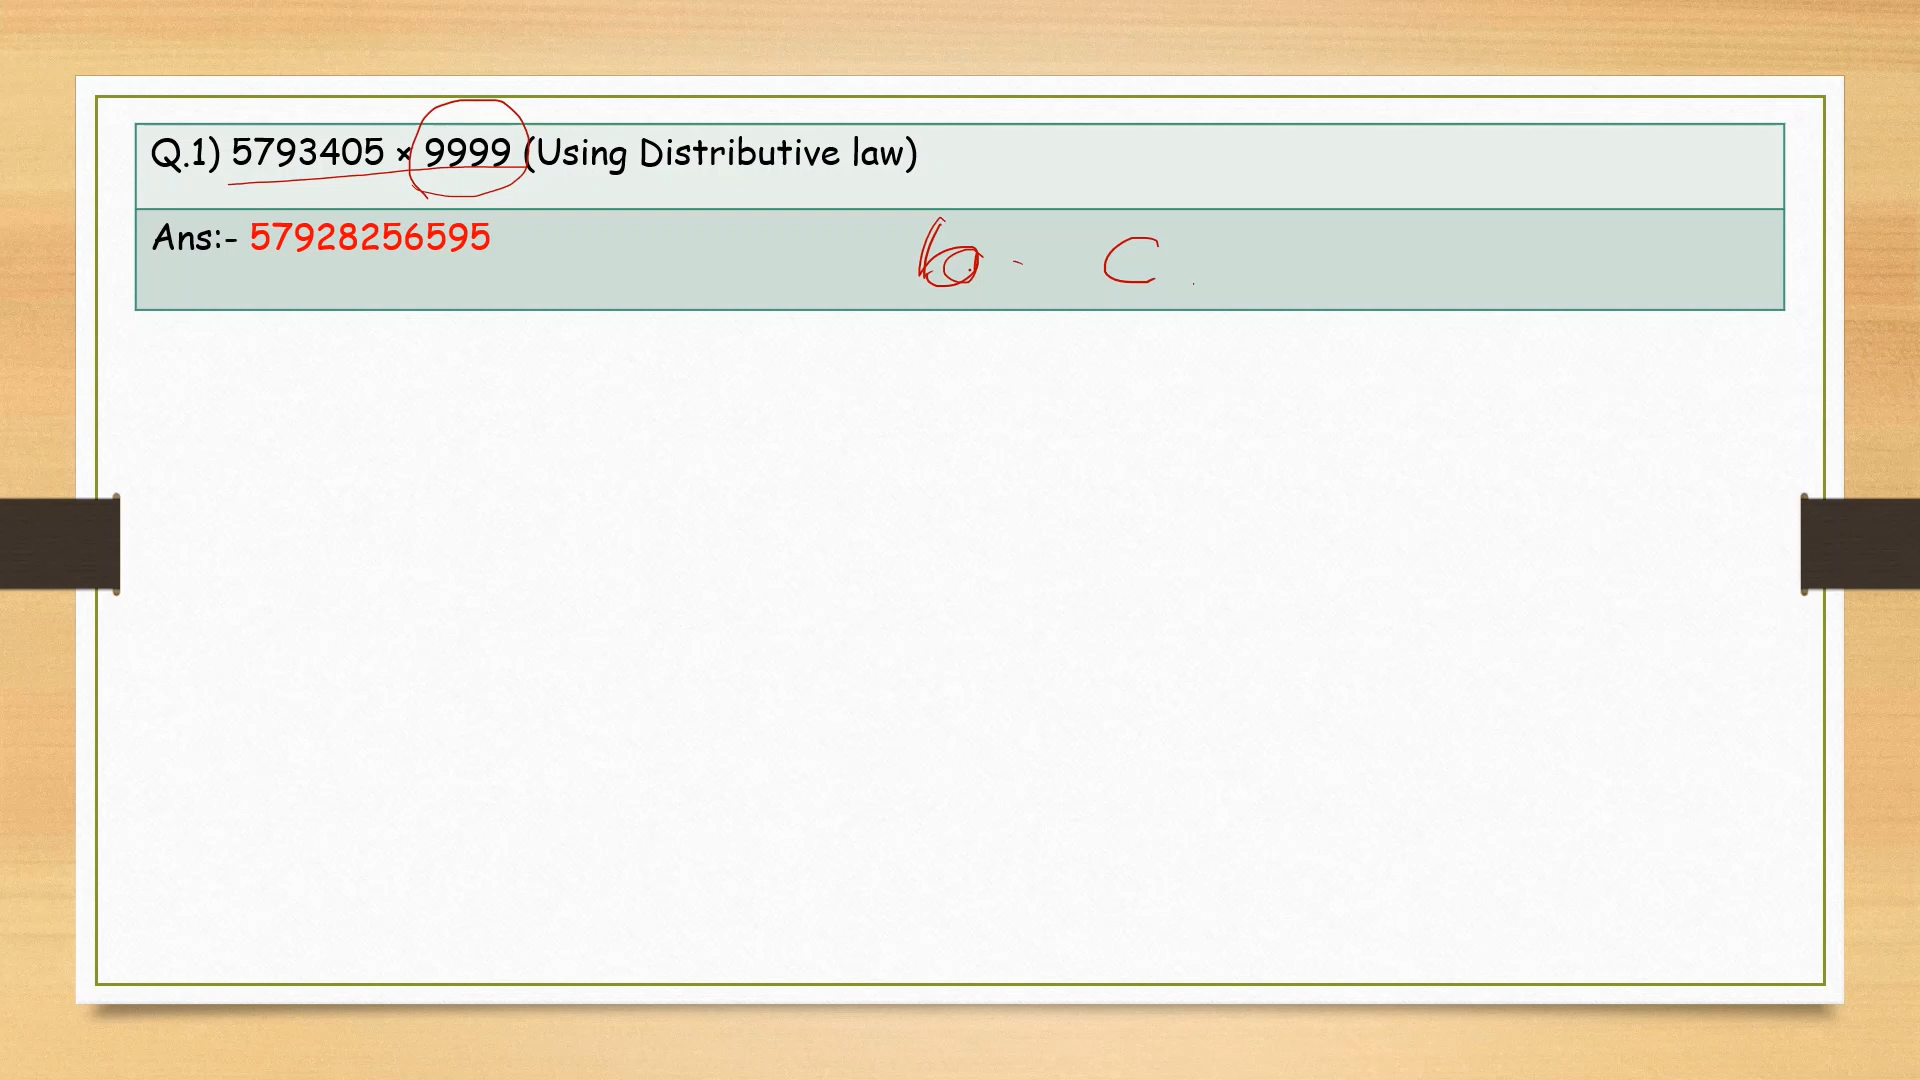 Q.1) 5793405 × 9999 (Using Distributive law)
Ans:- 57928256595
b - c